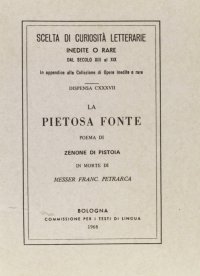 SCELTA DI CURIOSITÀ LETTERARIE
INEDITE O RARE
DAL SECOLO XIII al XIX
In appendice alla Collezione di Opere inedite o rare
DISPENSA CXXXVII
LA
PIETOSA FONTE
POEMA DI
ZENONE DI PISTOIA
IN MORTE DI
MESSER FRANC. PETRARCA
BOLOGNA
COMMISSIONE PER I TESTI DI LINGUA
1968